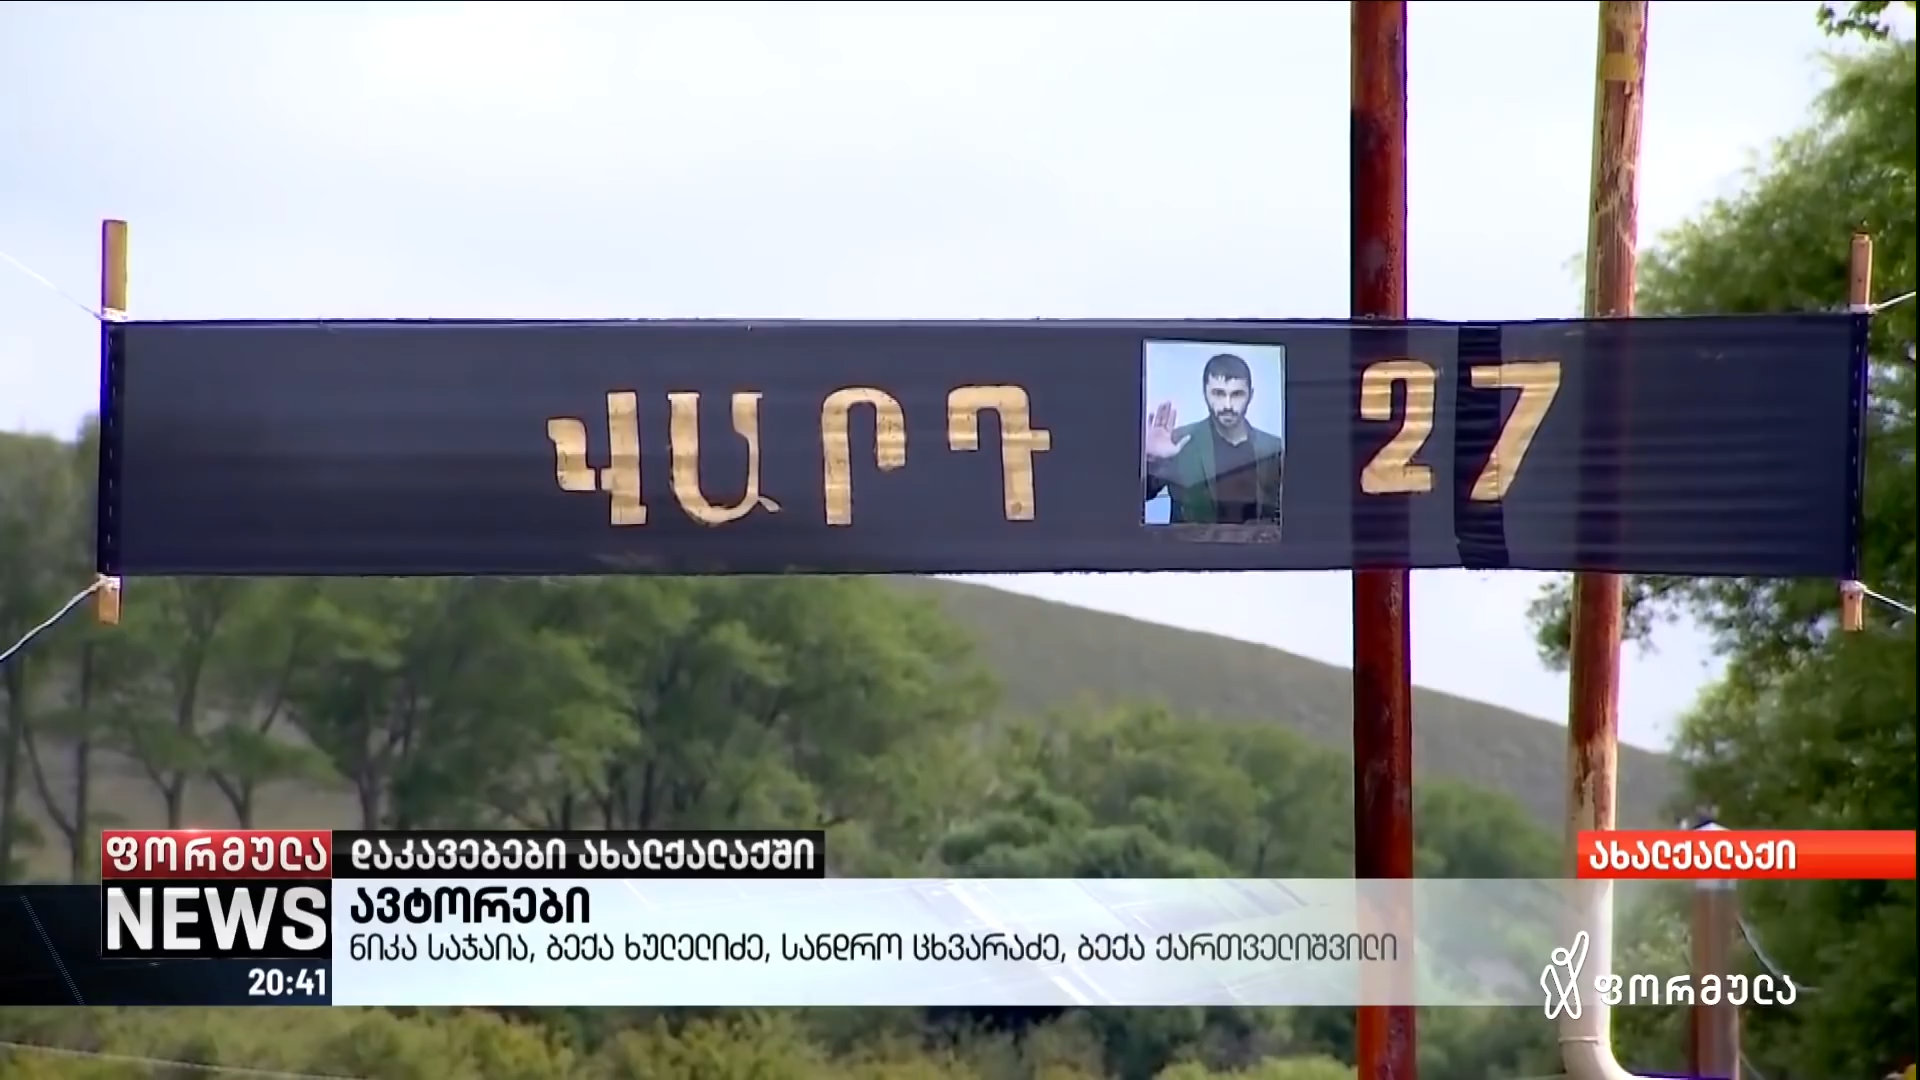 ՎԱՐԴ 27
ფორმულა
NEWS
20:41
დაკავებები ახალქალაქში
ავტორები
ნიკა საჯაია, ბექა ხულელიძე, სანდრო ცხვარაძე, ბექა ქართველიშვილი
ახალქალაქი
ფორმულა